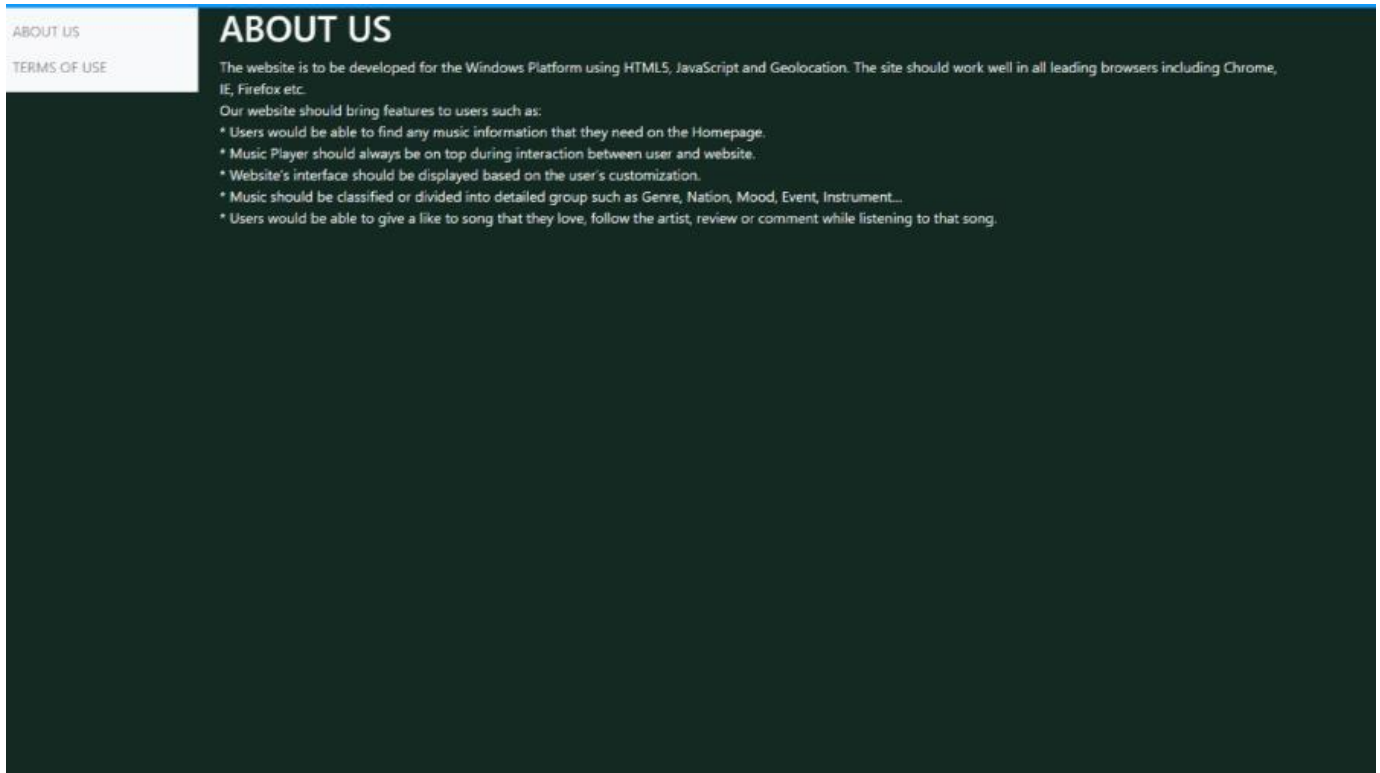 ABOUT US
TERMS OF USE
ABOUT US
The website is to be developed for the Windows Platform using HTML5, JavaScript and Geolocation. The site should work well in all leading browsers including Chrome,
IE, Firefox etc.
Our website should bring features to users such as:
* Users would be able to find any music information that they need on the Homepage.
* Music Player should always be on top during interaction between user and website.
* Website's interface should be displayed based on the user's customization.
* Music should be classified or divided into detailed group such as Genre, Nation, Mood, Event, Instrument...
* Users would be able to give a like to song that they love, follow the artist, review or comment while listening to that song.